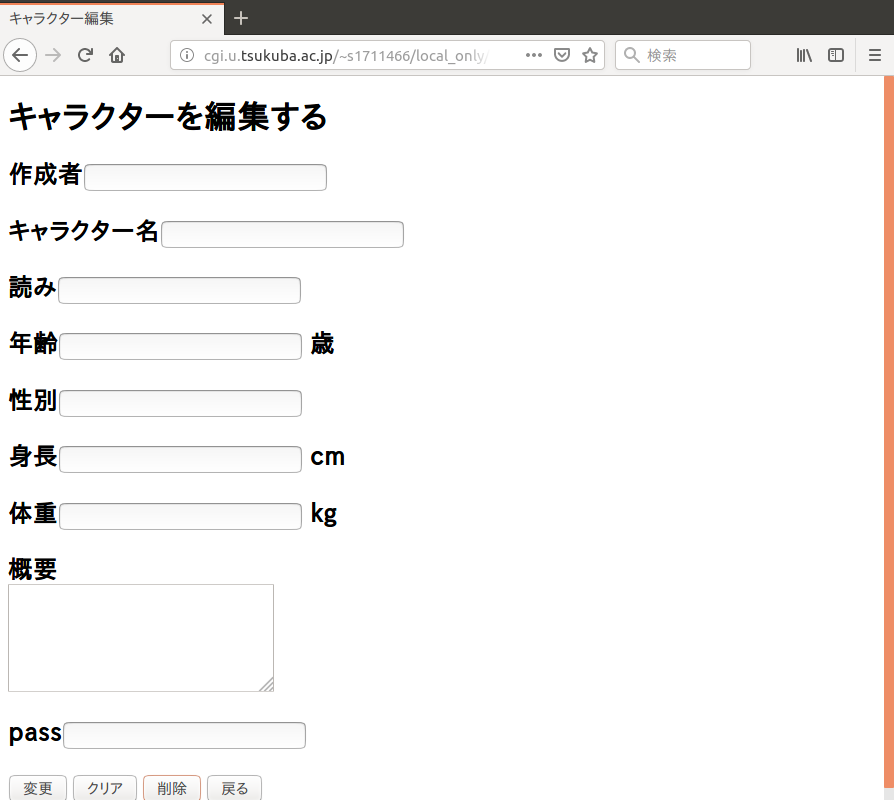 キャラクター編集
cgi.u.tsukuba.ac.jp/~s1711466/local_only/
検索
キャラクターを編集する
作成者
キャラクター名
読み
年齢 歳
性別
身長 cm
体重 kg
概要
pass
変更 クリア 削除 戻る